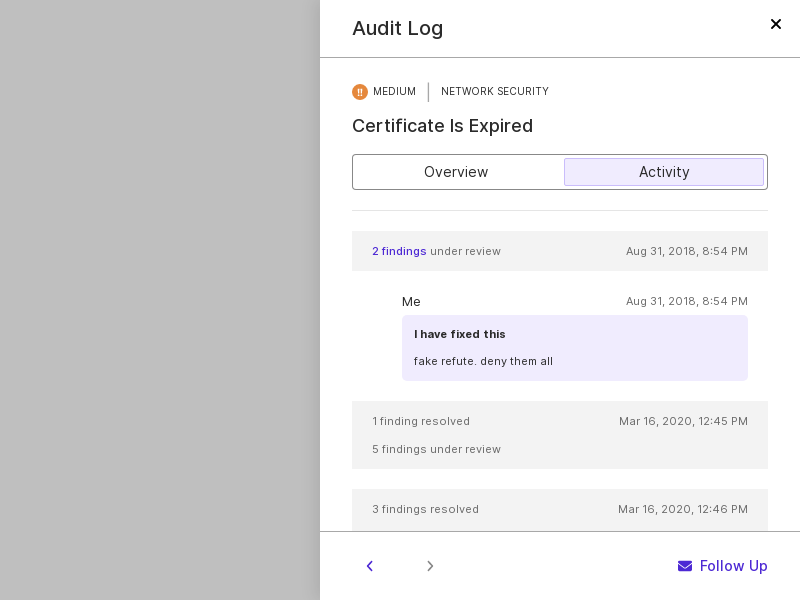 Audit Log
MEDIUM NETWORK SECURITY
Certificate Is Expired
Overview Activity
2 findings under review Aug 31, 2018, 8:54 PM
Me Aug 31, 2018, 8:54 PM
I have fixed this
fake refute. deny them all
1 finding resolved Mar 16, 2020, 12:45 PM
5 findings under review
3 findings resolved Mar 16, 2020, 12:46 PM
Follow Up